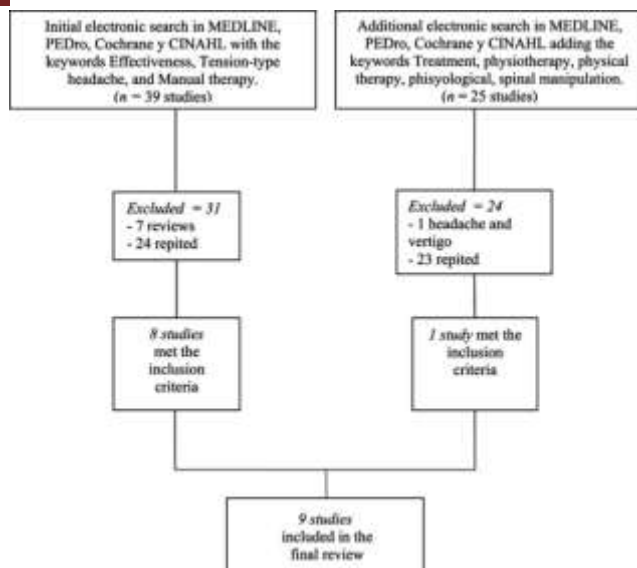 Initial electronic search in MEDLINE,
PEDro, Cochrane y CINAHL with the
keywords Effectiveness, Tension-type
headache, and Manual therapy.
(n = 39 studies)
Additional electronic search in MEDLINE,
PEDro, Cochrane y CINAHL adding the
keywords Treatment, physiotherapy, physical
therapy, phisyological, spinal manipulation.
(n = 25 studies)
Excluded = 31
- 7 reviews
- 24 repited
Excluded = 24
- 1 headache and
vertigo
- 23 repited
8 studies
met the
inclusion
criteria
1 study met the
inclusion
criteria
9 studies
included in the
final review